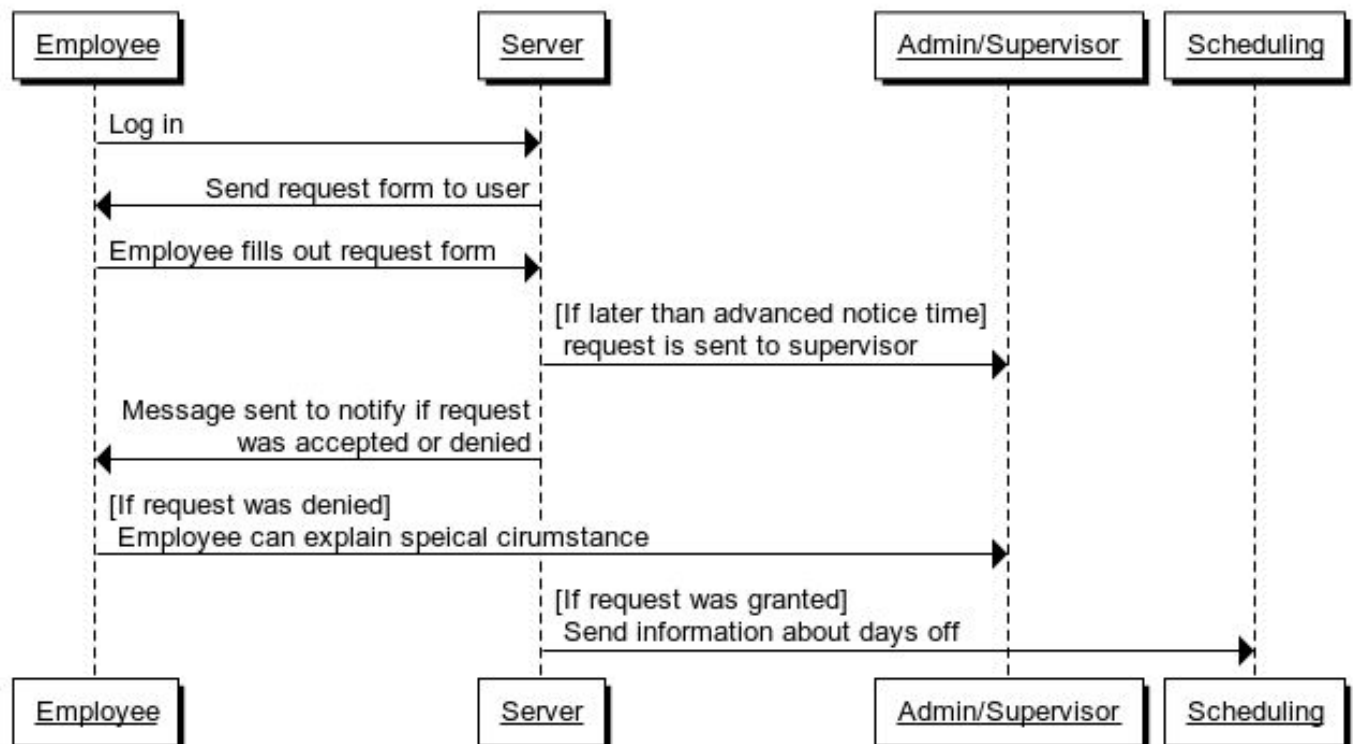 Employee
Server
Admin/Supervisor
Scheduling
Log in
Send request form to user
Employee fills out request form
[If later than advanced notice time]
request is sent to supervisor
Message sent to notify if request
was accepted or denied
[If request was denied]
Employee can explain speical cirumstance
[If request was granted]
Send information about days off
Employee
Server
Admin/Supervisor
Scheduling